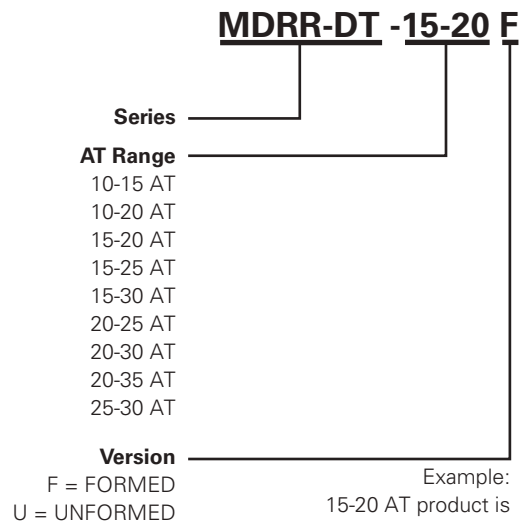 MDRR-DT -15-20 F
Series
AT Range
10-15 AT
10-20 AT
15-20 AT
15-25 AT
15-30 AT
20-25 AT
20-30 AT
20-35 AT
25-30 AT
Version
F = FORMED
U = UNFORMED
Example:
15-20 AT product is